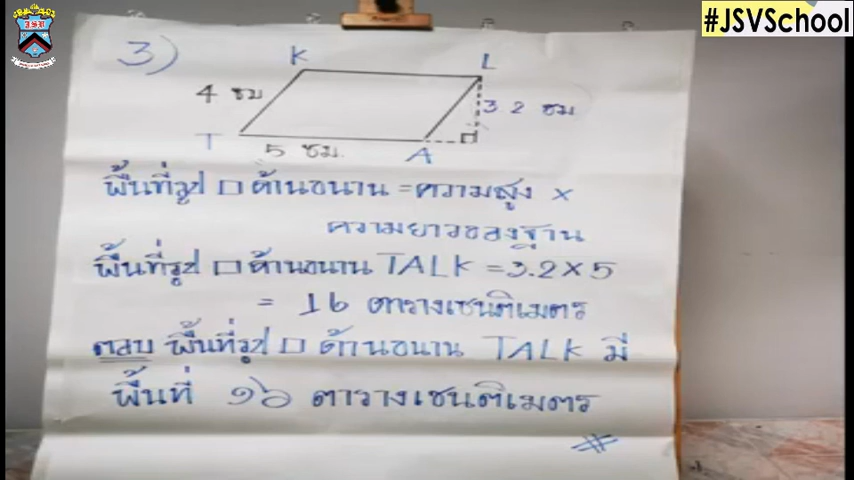 #JSVSchool
JSV
3)
K
L
4 ซม
3.2 ซม
T
5 ซม.
A
พื้นที่รูป □ ด้านขนาน = ความสูง ×
ความยาวของฐาน
พื้นที่รูป □ ด้านขนาน TALK = 3.2 × 5
= 16 ตารางเซนติเมตร
ตอบ พื้นที่รูป □ ด้านขนาน TALK มี
พื้นที่ ๑๖ ตารางเซนติเมตร